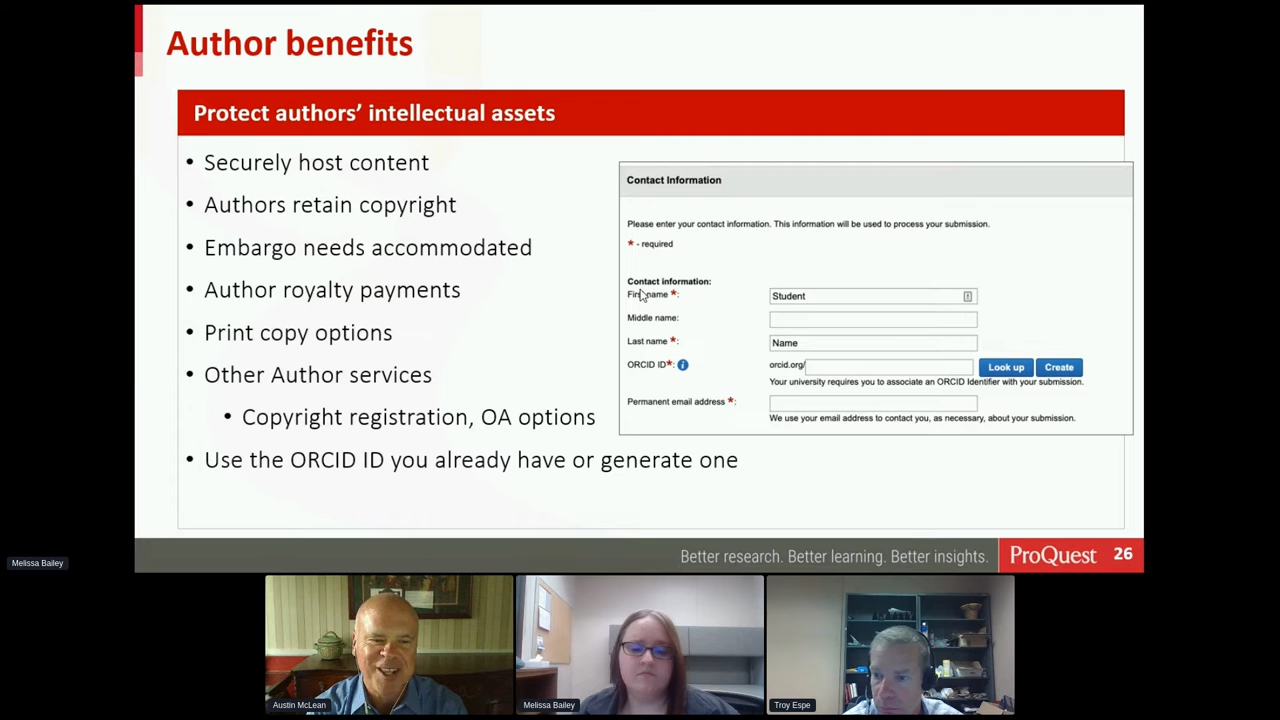 Author benefits
Protect authors' intellectual assets
• Securely host content
• Authors retain copyright
• Embargo needs accommodated
• Author royalty payments
• Print copy options
• Other Author services
• Copyright registration, OA options
• Use the ORCID ID you already have or generate one
Contact Information
Please enter your contact information. This information will be used to process your submission.
* - required
Contact information:
First name *: Student
Middle name:
Last name *: Name
ORCID ID*: orcid.org/ Look up Create
Your university requires you to associate an ORCID Identifier with your submission.
Permanent email address *:
We use your email address to contact you, as necessary, about your submission.
Better research. Better learning. Better insights. ProQuest 26
Melissa Bailey
Austin McLean
Melissa Bailey
Troy Espe